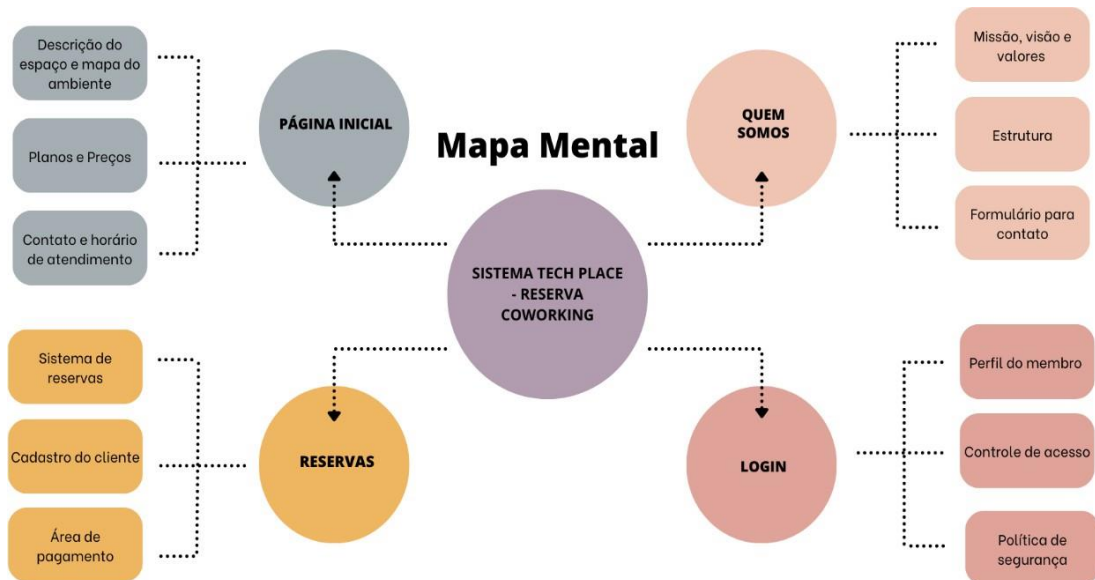 Mapa Mental
SISTEMA TECH PLACE
- RESERVA
COWORKING
PÁGINA INICIAL
Descrição do
espaço e mapa do
ambiente
Planos e Preços
Contato e horário
de atendimento
QUEM
SOMOS
Missão, visão e
valores
Estrutura
Formulário para
contato
RESERVAS
Sistema de
reservas
Cadastro do cliente
Área de
pagamento
LOGIN
Perfil do membro
Controle de acesso
Política de
segurança